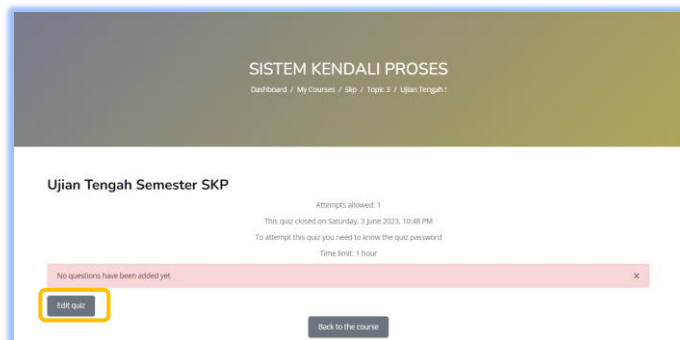 SISTEM KENDALI PROSES
Dashboard / My Courses / Skp / Topic 3 / Ujian Tengah S
Ujian Tengah Semester SKP
Attempts allowed: 1
This quiz closed on Saturday, 3 June 2023, 10:48 PM
To attempt this quiz you need to know the quiz password
Time limit: 1 hour
No questions have been added yet ×
Edit quiz
Back to the course